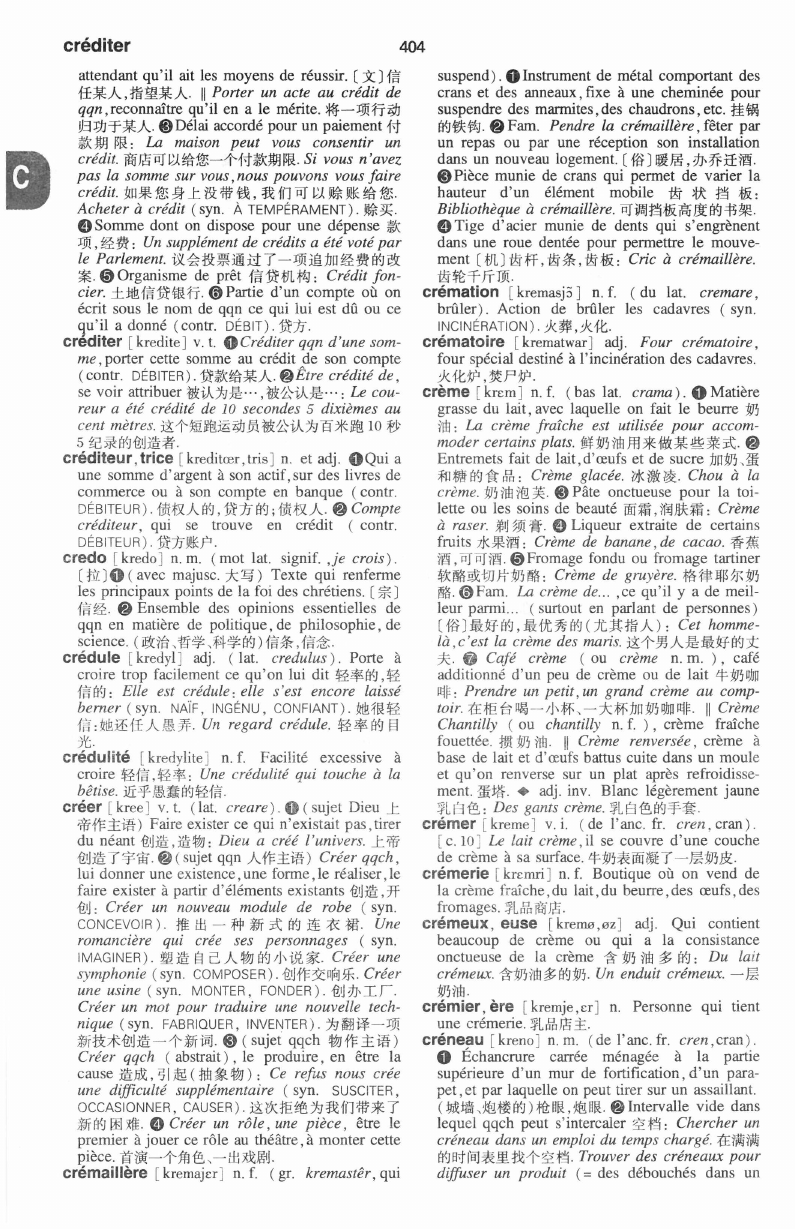 créditer
404
attendant qu'il ait les moyens de réussir. [文]信
任某人,指望某人. ‖ Porter un acte au crédit de
qqn,reconnaître qu'il en a le mérite. 将一项行动
归功于某人. ❸Délai accordé pour un paiement 付
款期限: La maison peut vous consentir un
crédit. 商店可以给您一个付款期限. Si vous n'avez
pas la somme sur vous,nous pouvons vous faire
crédit. 如果您身上没带钱,我们可以赊账给您.
Acheter à crédit (syn. À TEMPÉRAMENT). 赊买.
❹Somme dont on dispose pour une dépense 款
项,经费: Un supplément de crédits a été voté par
le Parlement. 议会投票通过了一项追加经费的改
案. ❺Organisme de prêt 信贷机构: Crédit fon-
cier. 土地信贷银行. ❻Partie d'un compte où on
écrit sous le nom de qqn ce qui lui est dû ou ce
qu'il a donné (contr. DÉBIT). 贷方.
créditer [kredite] v. t. ❶Créditer qqn d'une som-
me,porter cette somme au crédit de son compte
(contr. DÉBITER). 贷款给某人. ❷Être crédité de,
se voir attribuer 被认为是…,被公认是…: Le cou-
reur a été crédité de 10 secondes 5 dixièmes au
cent mètres. 这个短跑运动员被公认为百米跑 10 秒
5 纪录的创造者.
créditeur,trice [kreditœr,tris] n. et adj. ❶Qui a
une somme d'argent à son actif,sur des livres de
commerce ou à son compte en banque (contr.
DÉBITEUR). 债权人的,贷方的;债权人. ❷ Compte
créditeur, qui se trouve en crédit ( contr.
DÉBITEUR). 贷方账户.
credo [kredo] n. m. (mot lat. signif. ,je crois).
[拉]❶(avec majusc. 大写) Texte qui renferme
les principaux points de la foi des chrétiens. [宗]
信经. ❷ Ensemble des opinions essentielles de
qqn en matière de politique,de philosophie,de
science. (政治、哲学、科学的)信条,信念.
crédule [kredyl] adj. (lat. credulus). Porte à
croire trop facilement ce qu'on lui dit 轻率的,轻
信的: Elle est crédule: elle s'est encore laissé
berner (syn. NAÏF, INGÉNU, CONFIANT). 她很轻
信:她还任人愚弄. Un regard crédule. 轻率的目
光.
crédulité [kredylite] n. f. Facilité excessive à
croire 轻信,轻率: Une crédulité qui touche à la
bêtise. 近乎愚蠢的轻信.
créer [kree] v. t. (lat. creare). ❶(sujet Dieu 上
帝作主语) Faire exister ce qui n'existait pas,tirer
du néant 创造,造物: Dieu a créé l'univers. 上帝
创造了宇宙. ❷(sujet qqn 人作主语) Créer qqch,
lui donner une existence,une forme,le réaliser,le
faire exister à partir d'éléments existants 创造,开
创: Créer un nouveau module de robe ( syn.
CONCEVOIR). 推出一种新式的连衣裙. Une
romancière qui crée ses personnages ( syn.
IMAGINER). 塑造自己人物的小说家. Créer une
symphonie (syn. COMPOSER). 创作交响乐. Créer
une usine ( syn. MONTER, FONDER). 创办工厂.
Créer un mot pour traduire une nouvelle tech-
nique (syn. FABRIQUER, INVENTER). 为翻译一项
新技术创造一个新词. ❸ ( sujet qqch 物作主语)
Créer qqch ( abstrait) , le produire, en être la
cause 造成,引起(抽象物): Ce refus nous crée
une difficulté supplémentaire ( syn. SUSCITER,
OCCASIONNER, CAUSER). 这次拒绝为我们带来了
新的困难. ❹ Créer un rôle, une pièce, être le
premier à jouer ce rôle au théâtre,à monter cette
pièce. 首演一个角色、一出戏剧.
crémaillère [kremajɛr] n. f. ( gr. kremastêr, qui
C
suspend). ❶Instrument de métal comportant des
crans et des anneaux,fixe à une cheminée pour
suspendre des marmites,des chaudrons,etc. 挂锅
的铁钩. ❷ Fam. Pendre la crémaillère,fêter par
un repas ou par une réception son installation
dans un nouveau logement. [俗]暖居,办乔迁酒.
❸Pièce munie de crans qui permet de varier la
hauteur d'un élément mobile 齿状挡板:
Bibliothèque à crémaillère. 可调挡板高度的书架.
❹Tige d'acier munie de dents qui s'engrènent
dans une roue dentée pour permettre le mouve-
ment [机]齿杆,齿条,齿板: Cric à crémaillère.
齿轮千斤顶.
crémation [kremasjɔ̃] n. f. ( du lat. cremare,
brûler). Action de brûler les cadavres ( syn.
INCINÉRATION). 火葬,火化.
crématoire [krematwar] adj. Four crématoire,
four spécial destiné à l'incinération des cadavres.
火化炉,焚尸炉.
crème [krɛm] n. f. (bas lat. crama). ❶Matière
grasse du lait,avec laquelle on fait le beurre 奶
油: La crème fraîche est utilisée pour accom-
moder certains plats. 鲜奶油用来做某些菜式. ❷
Entremets fait de lait,d'œufs et de sucre 加奶、蛋
和糖的食品: Crème glacée. 冰激凌. Chou à la
crème. 奶油泡芙. ❸Pâte onctueuse pour la toi-
lette ou les soins de beauté 面霜,润肤霜: Crème
à raser. 剃须膏. ❹ Liqueur extraite de certains
fruits 水果酒: Crème de banane, de cacao. 香蕉
酒,可可酒. ❺Fromage fondu ou fromage tartiner
软酪或切片奶酪: Crème de gruyère. 格律耶尔奶
酪. ❻Fam. La crème de... ,ce qu'il y a de meil-
leur parmi... (surtout en parlant de personnes)
[俗]最好的,最优秀的(尤其指人): Cet homme-
là,c'est la crème des maris. 这个男人是最好的丈
夫. ❼ Café crème ( ou crème n. m. ), café
additionné d'un peu de crème ou de lait 牛奶咖
啡: Prendre un petit,un grand crème au comp-
toir. 在柜台喝一小杯、一大杯加奶咖啡. ‖ Crème
Chantilly ( ou chantilly n. f. ) , crème fraîche
fouettée. 掼奶油. ‖ Crème renversée, crème à
base de lait et d'œufs battus cuite dans un moule
et qu'on renverse sur un plat après refroidisse-
ment. 蛋塔. ◆ adj. inv. Blanc légèrement jaune
乳白色: Des gants crème. 乳白色的手套.
crémer [kreme] v. i. (de l'anc. fr. cren, cran).
[c. 10] Le lait crème,il se couvre d'une couche
de crème à sa surface. 牛奶表面凝了一层奶皮.
crémerie [krɛmri] n. f. Boutique où on vend de
la crème fraîche,du lait,du beurre,des œufs,des
fromages. 乳品商店.
crémeux, euse [kremø,øz] adj. Qui contient
beaucoup de crème ou qui a la consistance
onctueuse de la crème 含奶油多的: Du lait
crémeux. 含奶油多的奶. Un enduit crémeux. 一层
奶油.
crémier,ère [kremje,ɛr] n. Personne qui tient
une crémerie. 乳品店主.
créneau [kreno] n. m. (de l'anc. fr. cren,cran).
❶ Échancrure carrée ménagée à la partie
supérieure d'un mur de fortification, d'un para-
pet,et par laquelle on peut tirer sur un assaillant.
(城墙、炮楼的)枪眼,炮眼. ❷Intervalle vide dans
lequel qqch peut s'intercaler 空档: Chercher un
créneau dans un emploi du temps chargé. 在满满
的时间表里找个空档. Trouver des créneaux pour
diffuser un produit (= des débouchés dans un